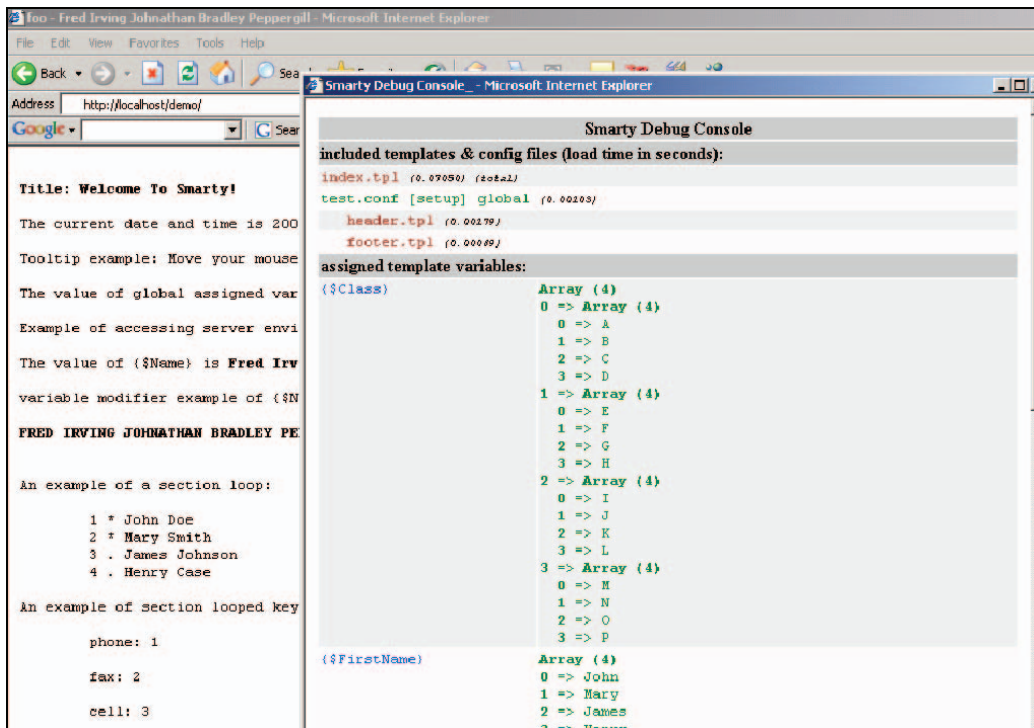 foo - Fred Irving Johnathan Bradley Peppergill - Microsoft Internet Explorer
File Edit View Favorites Tools Help
Back
Sea
Address http://localhost/demo/
Google
Sear
Title: Welcome To Smarty!
The current date and time is 200
Tooltip example: Move your mouse
The value of global assigned var
Example of accessing server envi
The value of {$Name} is Fred Irv
variable modifier example of {$N
FRED IRVING JOHNATHAN BRADLEY PE
An example of a section loop:
1 * John Doe
2 * Mary Smith
3 . James Johnson
4 . Henry Case
An example of section looped key
phone: 1
fax: 2
cell: 3
Smarty Debug Console_ - Microsoft Internet Explorer
Smarty Debug Console
included templates & config files (load time in seconds):
index.tpl (0.07050) (total)
test.conf [setup] global (0.00203)
header.tpl (0.00179)
footer.tpl
assigned template variables:
{$Class} Array (4)
0 => Array (4)
0 => A
1 => B
2 => C
3 => D
1 => Array (4)
0 => E
1 => F
2 => G
3 => H
2 => Array (4)
0 => I
1 => J
2 => K
3 => L
3 => Array (4)
0 => M
1 => N
2 => O
3 => P
{$FirstName} Array (4)
0 => John
1 => Mary
2 => James